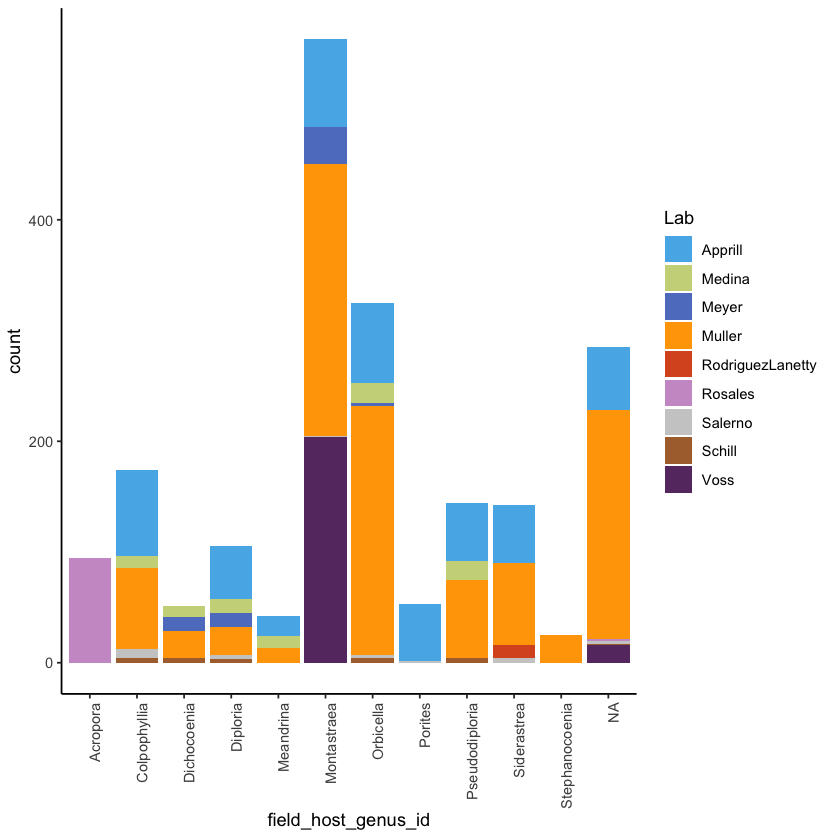 count
400
200
0
Acropora
Colpophyllia
Dichocoenia
Diploria
Meandrina
Montastraea
Orbicella
Porites
Pseudodiploria
Siderastrea
Stephanocoenia
NA
field_host_genus_id
Lab
Apprill
Medina
Meyer
Muller
RodriguezLanetty
Rosales
Salerno
Schill
Voss